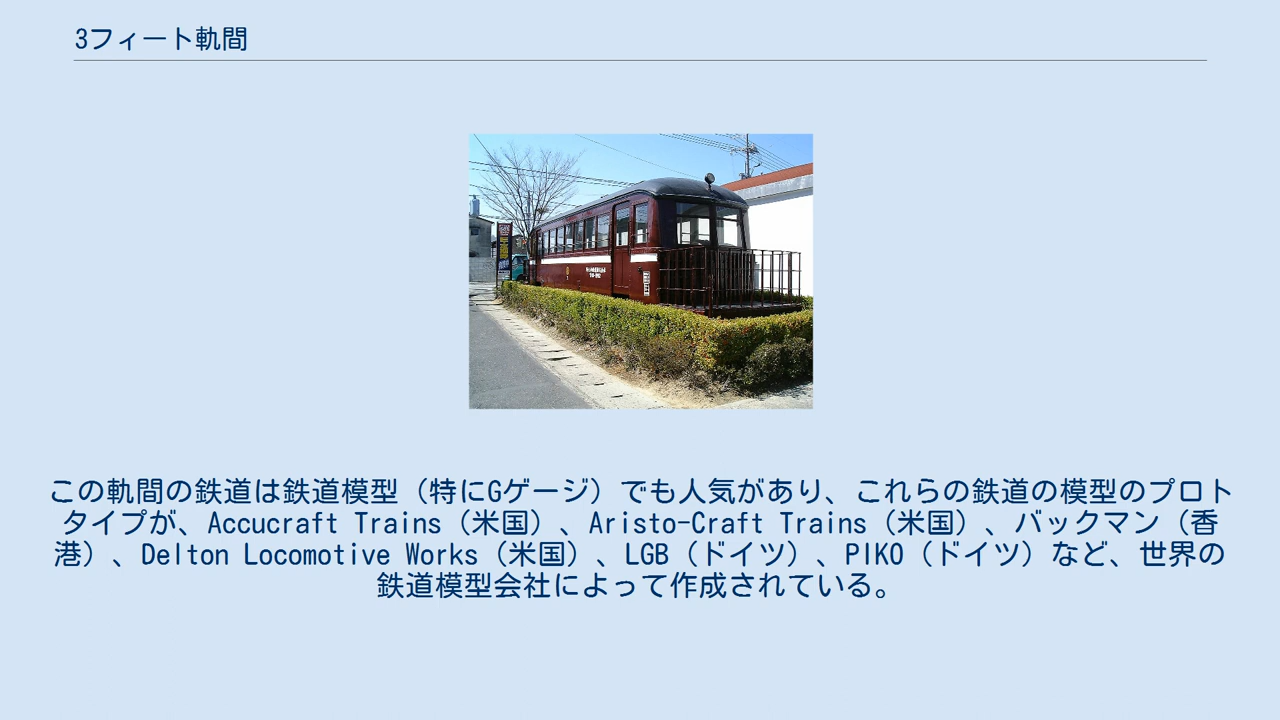 3フィート軌間
この軌間の鉄道は鉄道模型（特にGゲージ）でも人気があり、これらの鉄道の模型のプロト
タイプが、Accucraft Trains（米国）、Aristo-Craft Trains（米国）、バックマン（香
港）、Delton Locomotive Works（米国）、LGB（ドイツ）、PIKO（ドイツ）など、世界の
鉄道模型会社によって作成されている。